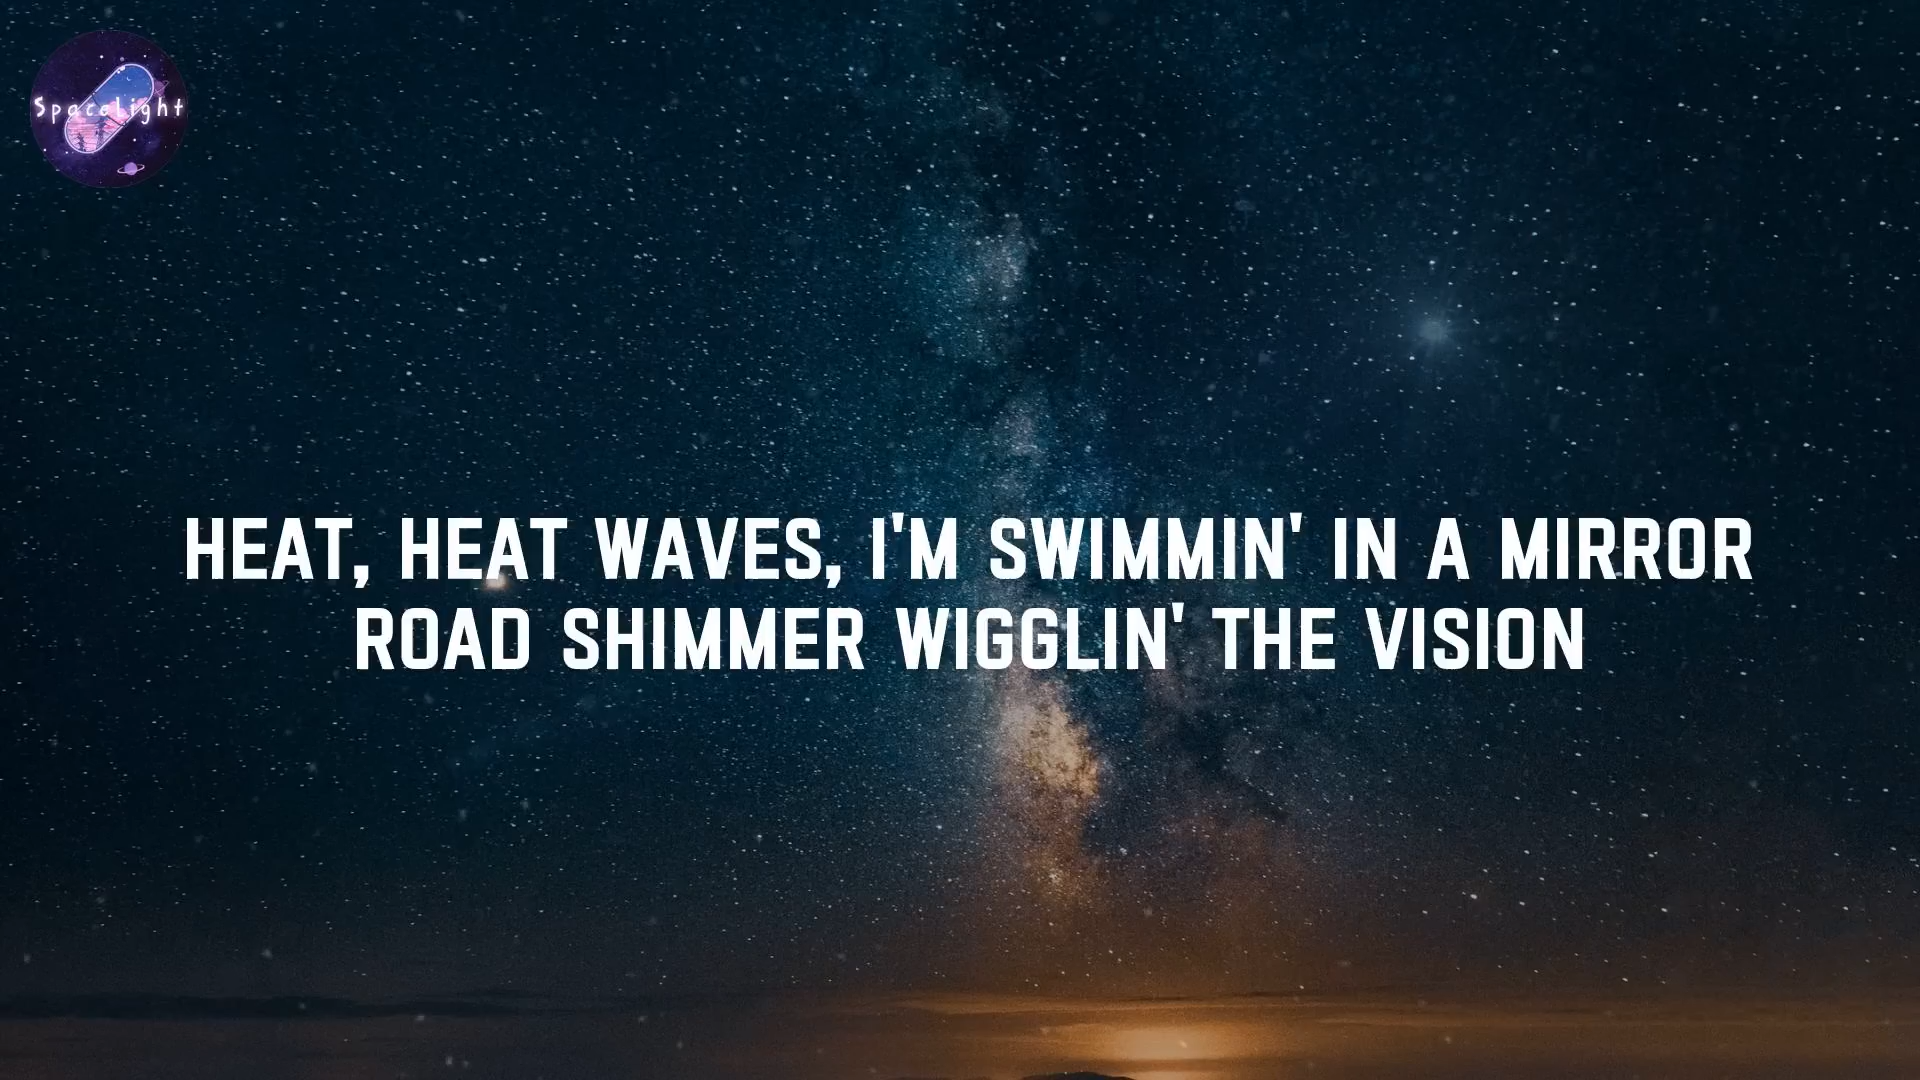 SpaceLight
HEAT, HEAT WAVES, I'M SWIMMIN' IN A MIRROR
ROAD SHIMMER WIGGLIN' THE VISION